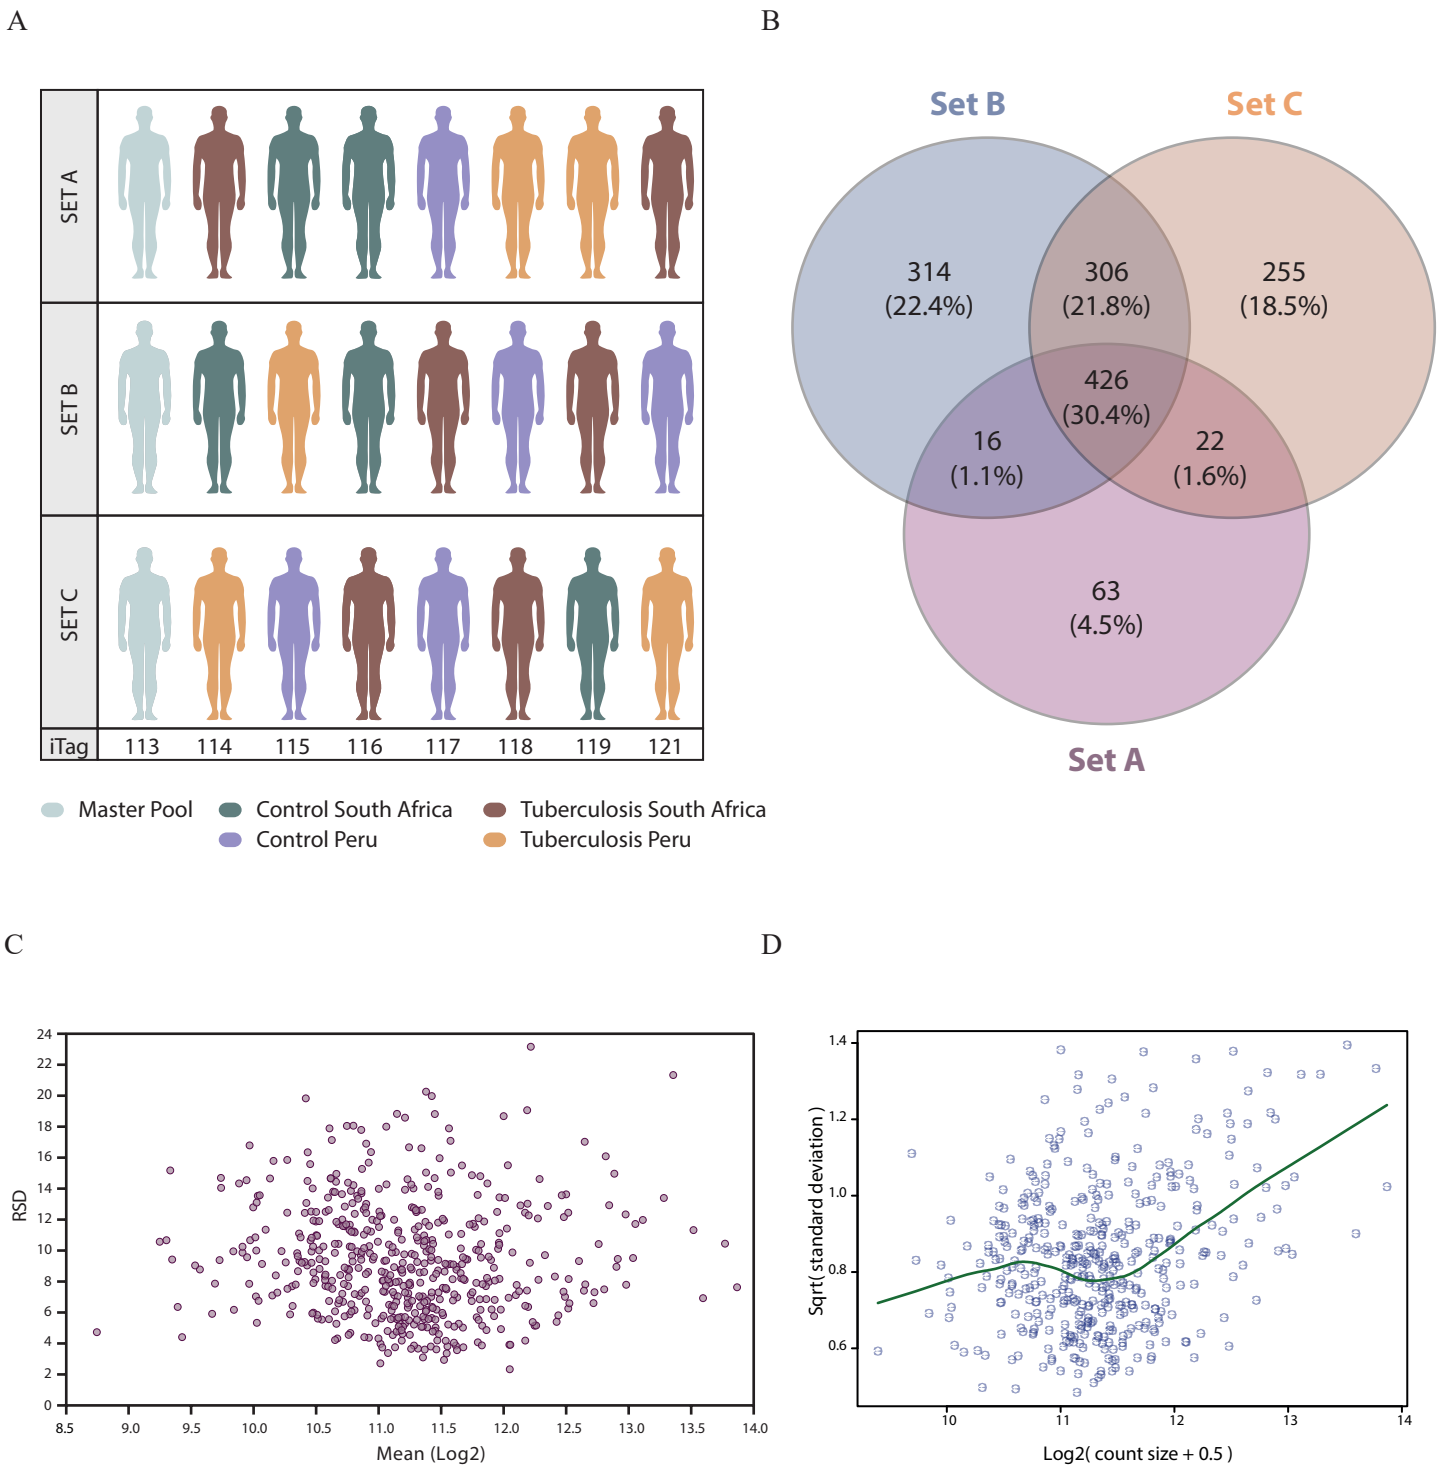 A
B
SET A
SET B
SET C
iTag 113 114 115 116 117 118 119 121
Master Pool Control South Africa Tuberculosis South Africa
Control Peru Tuberculosis Peru
Set B Set C
314 306 255
(22.4%) (21.8%) (18.5%)
426
(30.4%)
16 22
(1.1%) (1.6%)
63
(4.5%)
Set A
C
D
24
22
20
18
16
14
12
10
8
6
4
2
0
RSD
8.5 9.0 9.5 10.0 10.5 11.0 11.5 12.0 12.5 13.0 13.5 14.0
Mean (Log2)
1.4
1.2
1.0
0.8
0.6
Sqrt( standard deviation )
10 11 12 13 14
Log2( count size + 0.5 )